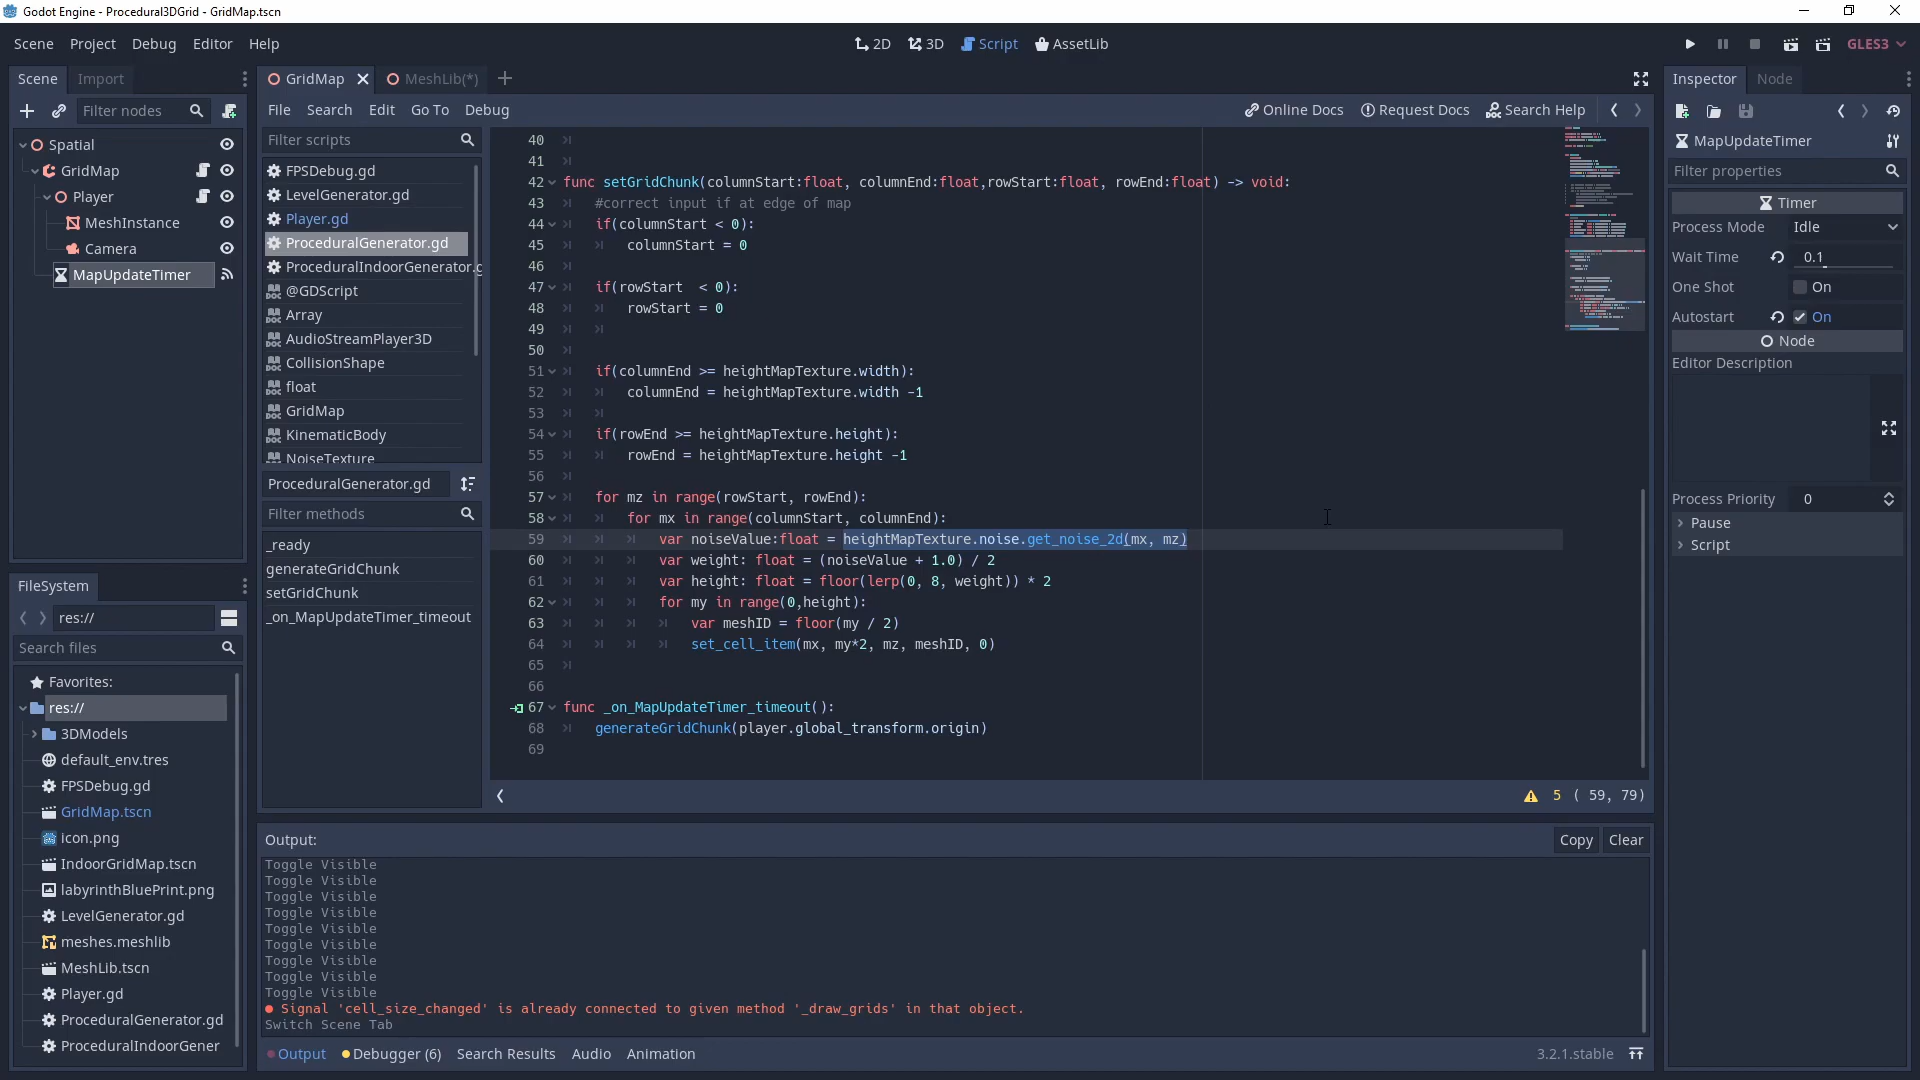 Godot Engine - Procedural3DGrid - GridMap.tscn
Scene Project Debug Editor Help
2D 3D Script AssetLib
GLES3
Scene Import
Filter nodes
Spatial
GridMap
Player
MeshInstance
Camera
MapUpdateTimer
FileSystem
res://
Search files
Favorites:
res://
3DModels
default_env.tres
FPSDebug.gd
GridMap.tscn
icon.png
IndoorGridMap.tscn
labyrinthBluePrint.png
LevelGenerator.gd
meshes.meshlib
MeshLib.tscn
Player.gd
ProceduralGenerator.gd
ProceduralIndoorGener
GridMap MeshLib(*)
File Search Edit Go To Debug
Online Docs Request Docs Search Help
Filter scripts
FPSDebug.gd
LevelGenerator.gd
Player.gd
ProceduralGenerator.gd
ProceduralIndoorGenerator.g
@GDScript
Array
AudioStreamPlayer3D
CollisionShape
float
GridMap
KinematicBody
NoiseTexture
ProceduralGenerator.gd
Filter methods
_ready
generateGridChunk
setGridChunk
_on_MapUpdateTimer_timeout
40
41
42 func setGridChunk(columnStart:float, columnEnd:float,rowStart:float, rowEnd:float) -> void:
43 #correct input if at edge of map
44 if(columnStart < 0):
45 columnStart = 0
46
47 if(rowStart  < 0):
48 rowStart = 0
49
50
51 if(columnEnd >= heightMapTexture.width):
52 columnEnd = heightMapTexture.width -1
53
54 if(rowEnd >= heightMapTexture.height):
55 rowEnd = heightMapTexture.height -1
56
57 for mz in range(rowStart, rowEnd):
58 for mx in range(columnStart, columnEnd):
59 var noiseValue:float = heightMapTexture.noise.get_noise_2d(mx, mz)
60 var weight: float = (noiseValue + 1.0) / 2
61 var height: float = floor(lerp(0, 8, weight)) * 2
62 for my in range(0,height):
63 var meshID = floor(my / 2)
64 set_cell_item(mx, my*2, mz, meshID, 0)
65
66
67 func _on_MapUpdateTimer_timeout():
68 generateGridChunk(player.global_transform.origin)
69
5 ( 59, 79)
Output:
Copy Clear
Toggle Visible
Toggle Visible
Toggle Visible
Toggle Visible
Toggle Visible
Toggle Visible
Toggle Visible
Toggle Visible
Toggle Visible
Signal 'cell_size_changed' is already connected to given method '_draw_grids' in that object.
Switch Scene Tab
Output Debugger (6) Search Results Audio Animation
3.2.1.stable
Inspector Node
MapUpdateTimer
Filter properties
Timer
Process Mode Idle
Wait Time 0.1
One Shot On
Autostart On
Node
Editor Description
Process Priority 0
Pause
Script